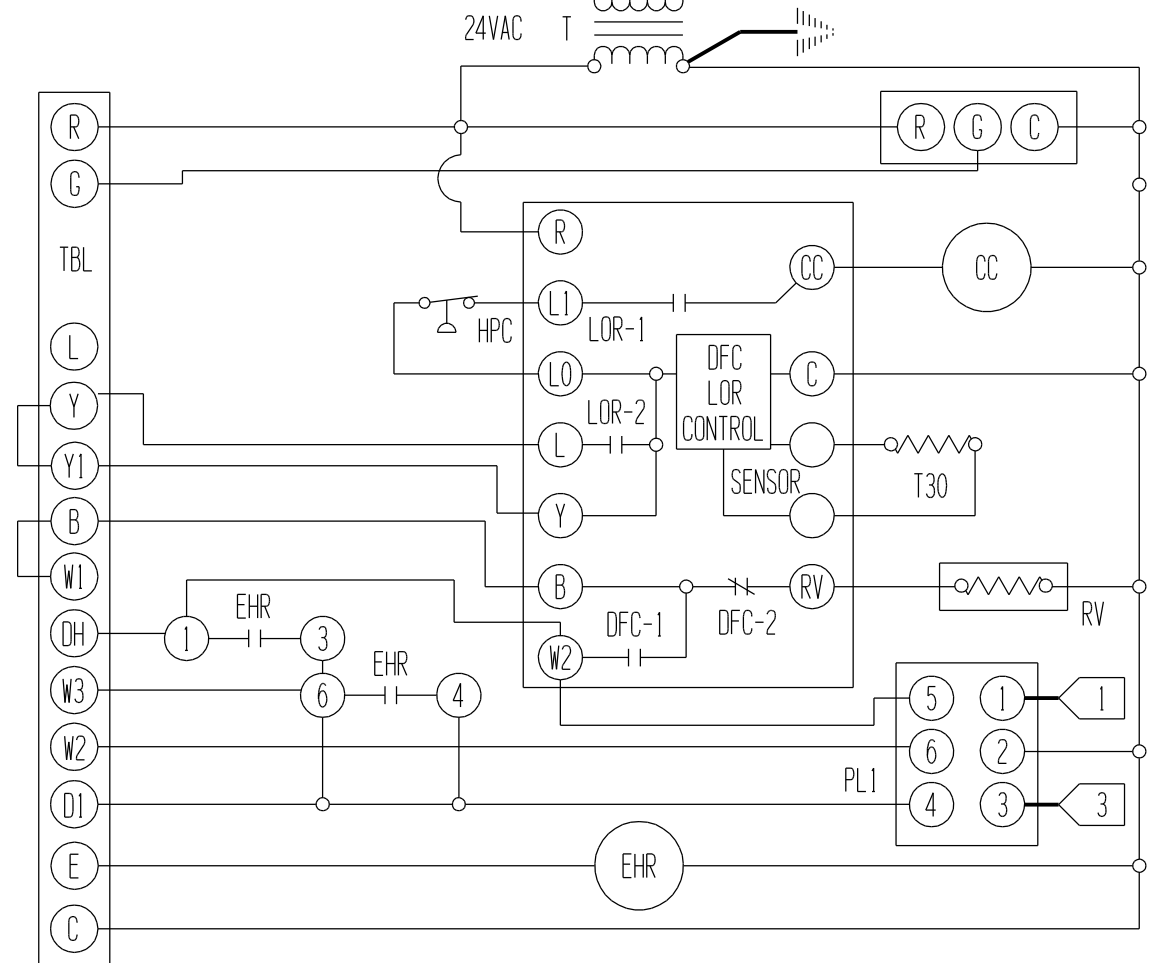 24VAC T
R
R G C
G
R
TBL
CC CC
L1
HPC LOR-1
L
DFC
LO C
LOR
Y
LOR-2
CONTROL
L
Y1
SENSOR T30
Y
B
W1
B RV
EHR
RV
DFC-1 DFC-2
DH 1 3
W2
EHR
W3 6 4
5 1 1
W2
6 2
PL1
D1
4 3 3
E EHR
C